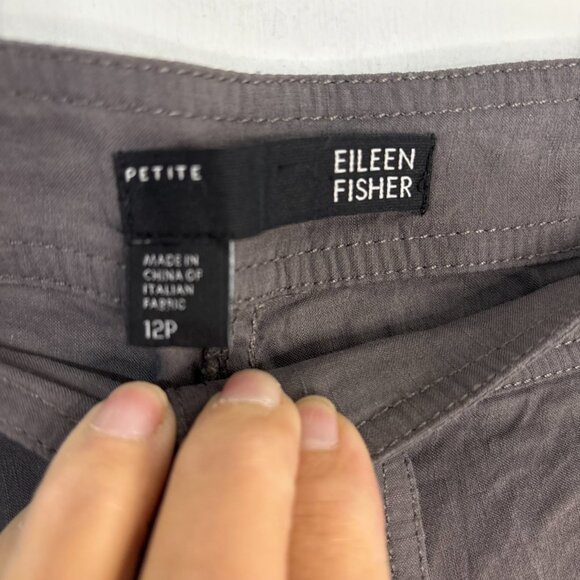 PETITE
EILEEN
FISHER
MADE IN
CHINA OF
ITALIAN
FABRIC
12P